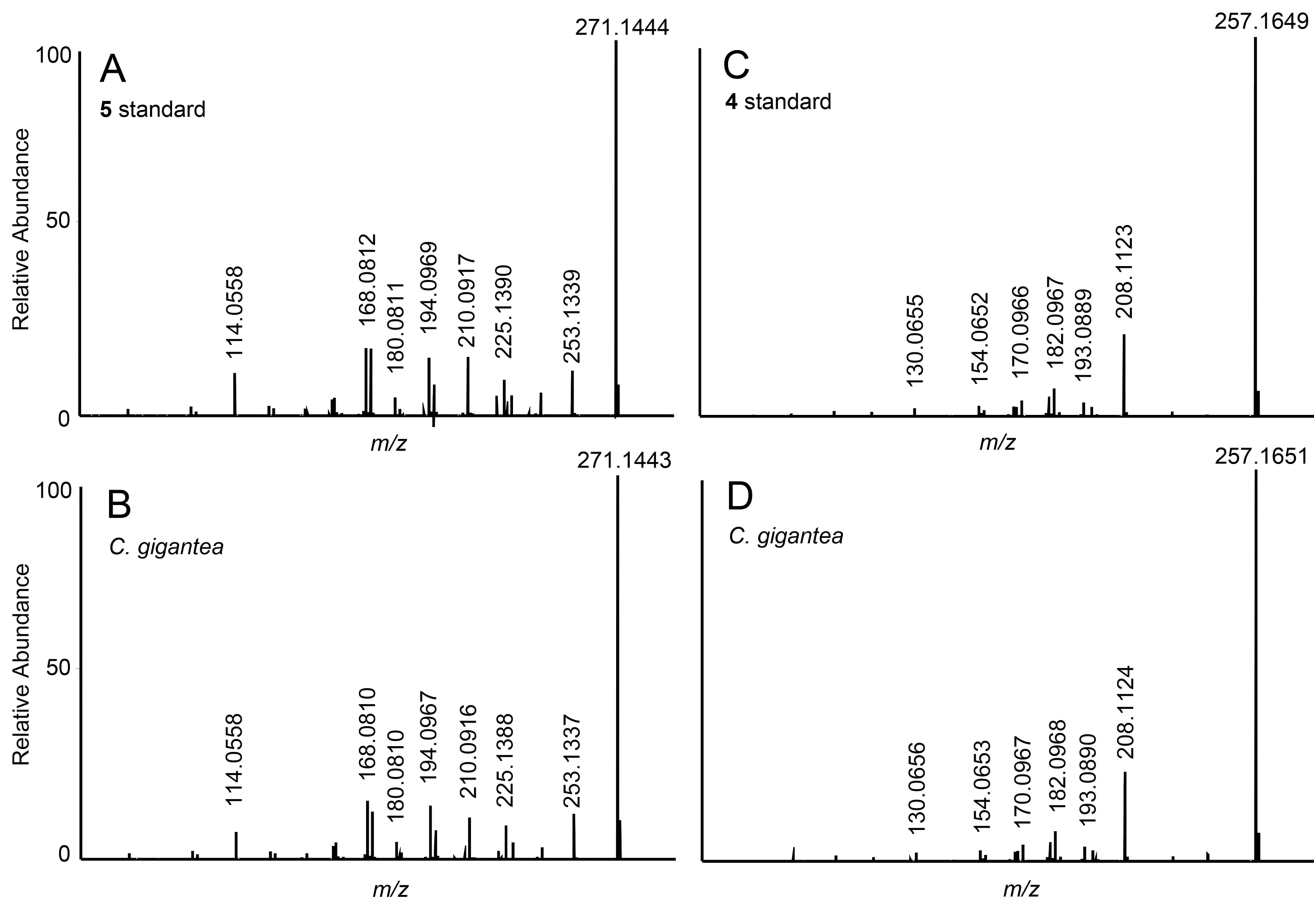 271.1444
100
A
5 standard
Relative Abundance
50
114.0558
168.0812
180.0811
194.0969
210.0917
225.1390
253.1339
0
m/z
257.1649
C
4 standard
130.0655
154.0652
170.0966
182.0967
193.0889
208.1123
m/z
271.1443
100
B
C. gigantea
Relative Abundance
50
114.0558
168.0810
180.0810
194.0967
210.0916
225.1388
253.1337
0
m/z
257.1651
D
C. gigantea
130.0656
154.0653
170.0967
182.0968
193.0890
208.1124
m/z